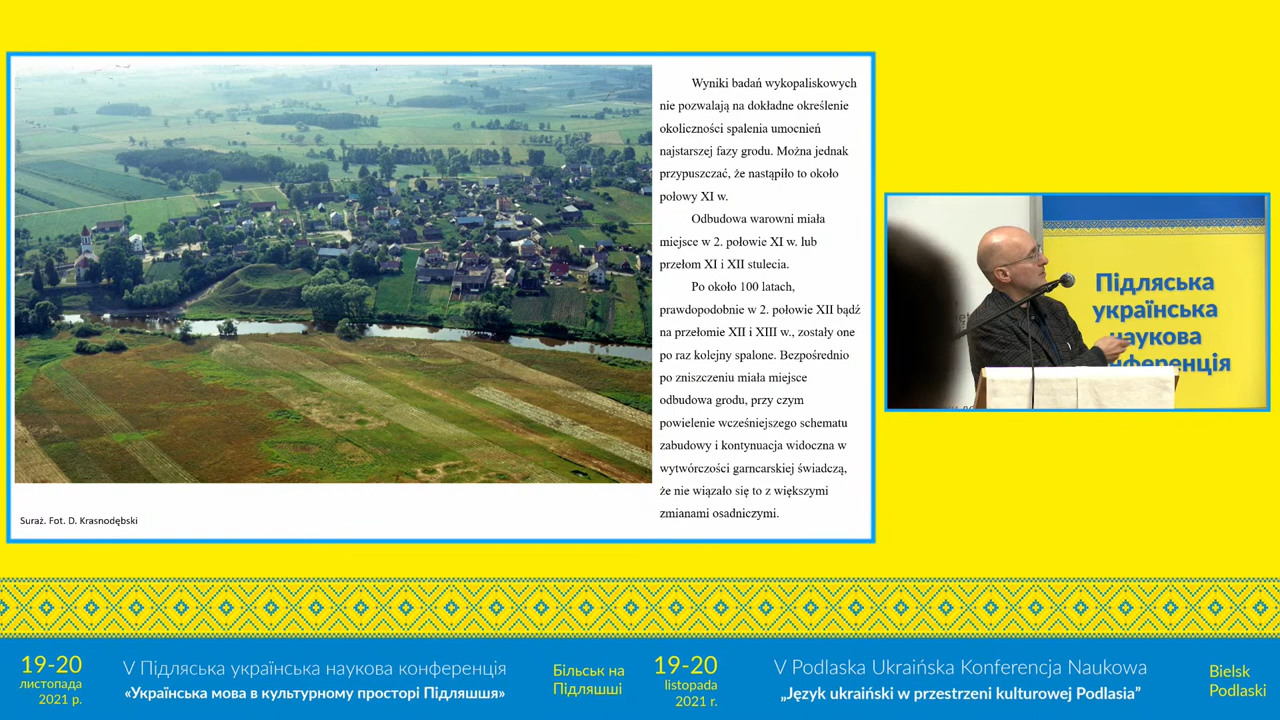 Wyniki badań wykopaliskowych
nie pozwalają na dokładne określenie
okoliczności spalenia umocnień
najstarszej fazy grodu. Można jednak
przypuszczać, że nastąpiło to około
połowy XI w.
Odbudowa warowni miała
miejsce w 2. połowie XI w. lub
przełom XI i XII stulecia.
Po około 100 latach,
prawdopodobnie w 2. połowie XII bądź
na przełomie XII i XIII w., zostały one
po raz kolejny spalone. Bezpośrednio
po zniszczeniu miała miejsce
odbudowa grodu, przy czym
powielenie wcześniejszego schematu
zabudowy i kontynuacja widoczna w
wytwórczości garncarskiej świadczą,
że nie wiązało się to z większymi
zmianami osadniczymi.
Suraż. Fot. D. Krasnodębski
Підляська
українська
наукова
19-20
листопада
2021 р.
V Підляська українська наукова конференція
«Українська мова в культурному просторі Підляшшя»
Більськ на
Підляшші
19-20
listopada
2021 r.
V Podlaska Ukraińska Konferencja Naukowa
„Język ukraiński w przestrzeni kulturowej Podlasia”
Bielsk
Podlaski